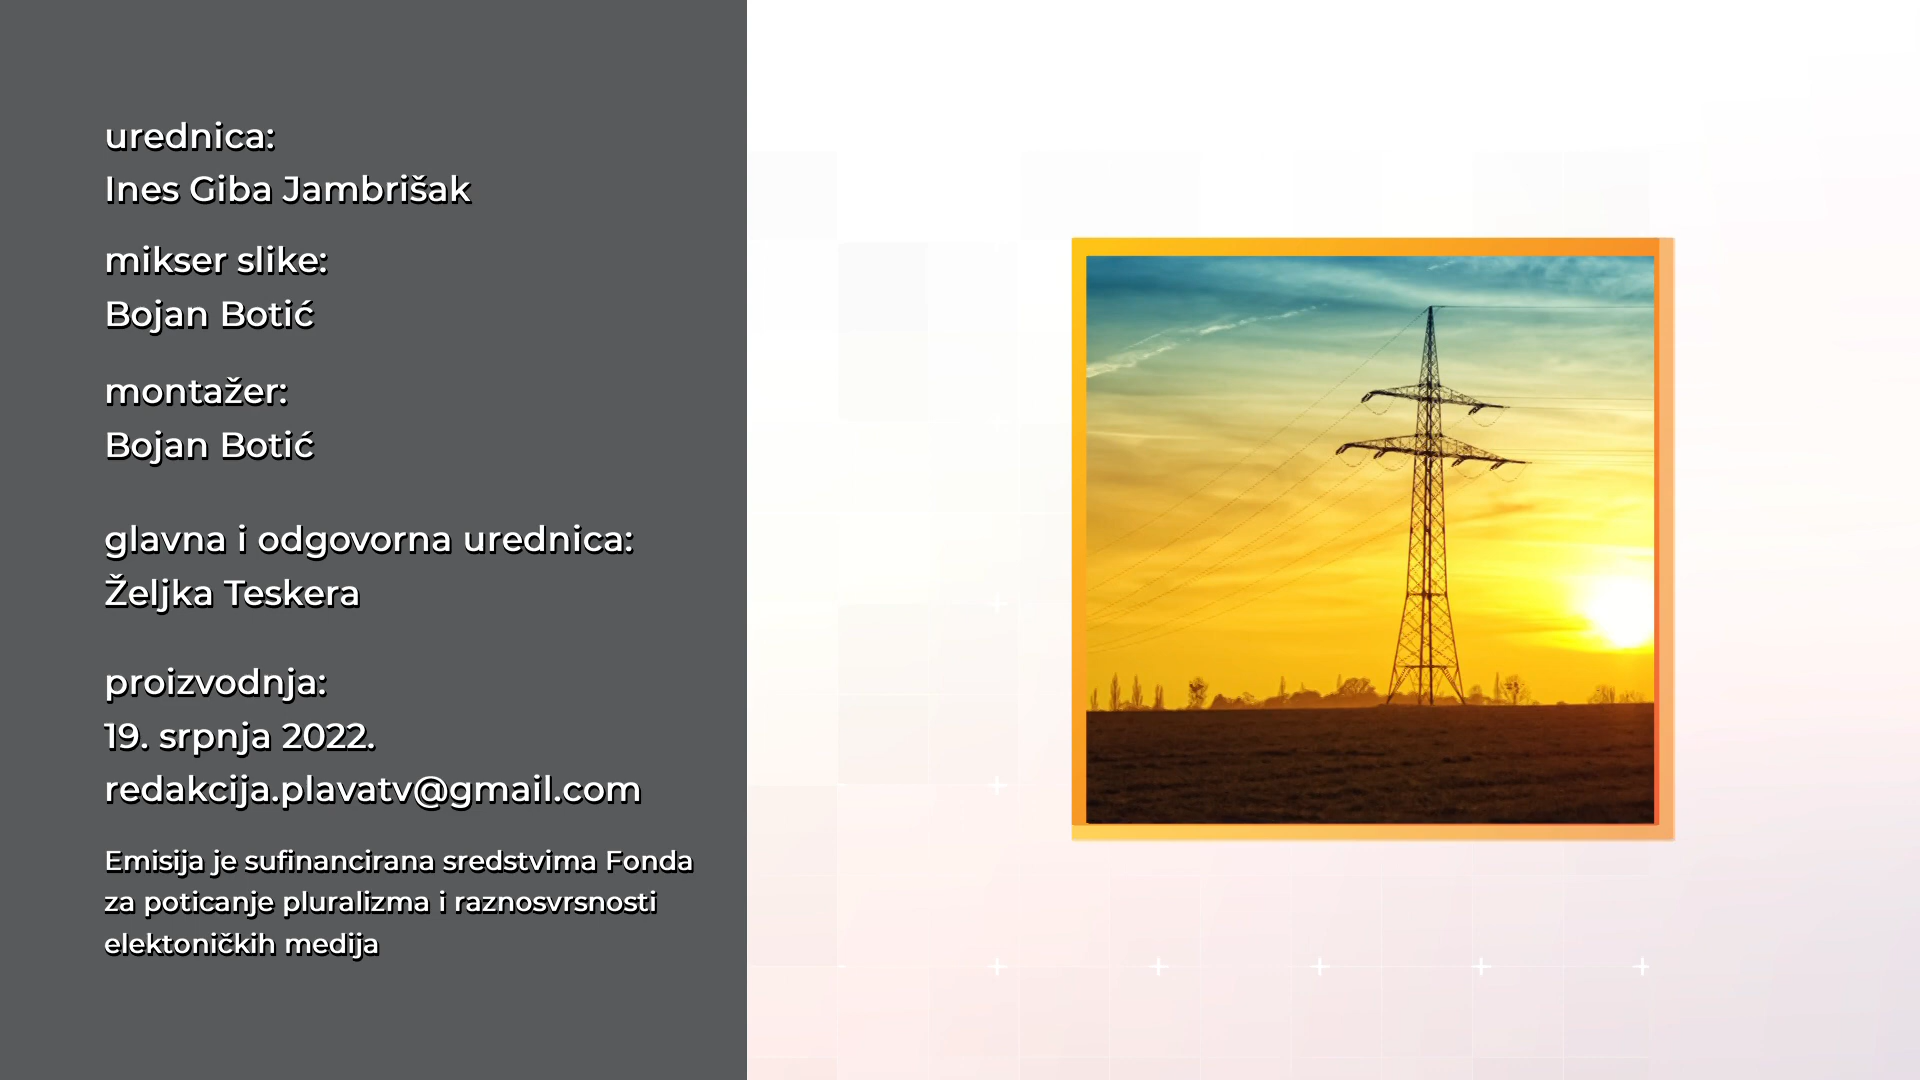 urednica:
Ines Giba Jambrišak
mikser slike:
Bojan Botić
montažer:
Bojan Botić
glavna i odgovorna urednica:
Željka Teskera
proizvodnja:
19. srpnja 2022.
redakcija.plavatv@gmail.com
Emisija je sufinancirana sredstvima Fonda
za poticanje pluralizma i raznosvrsnosti
elektoničkih medija